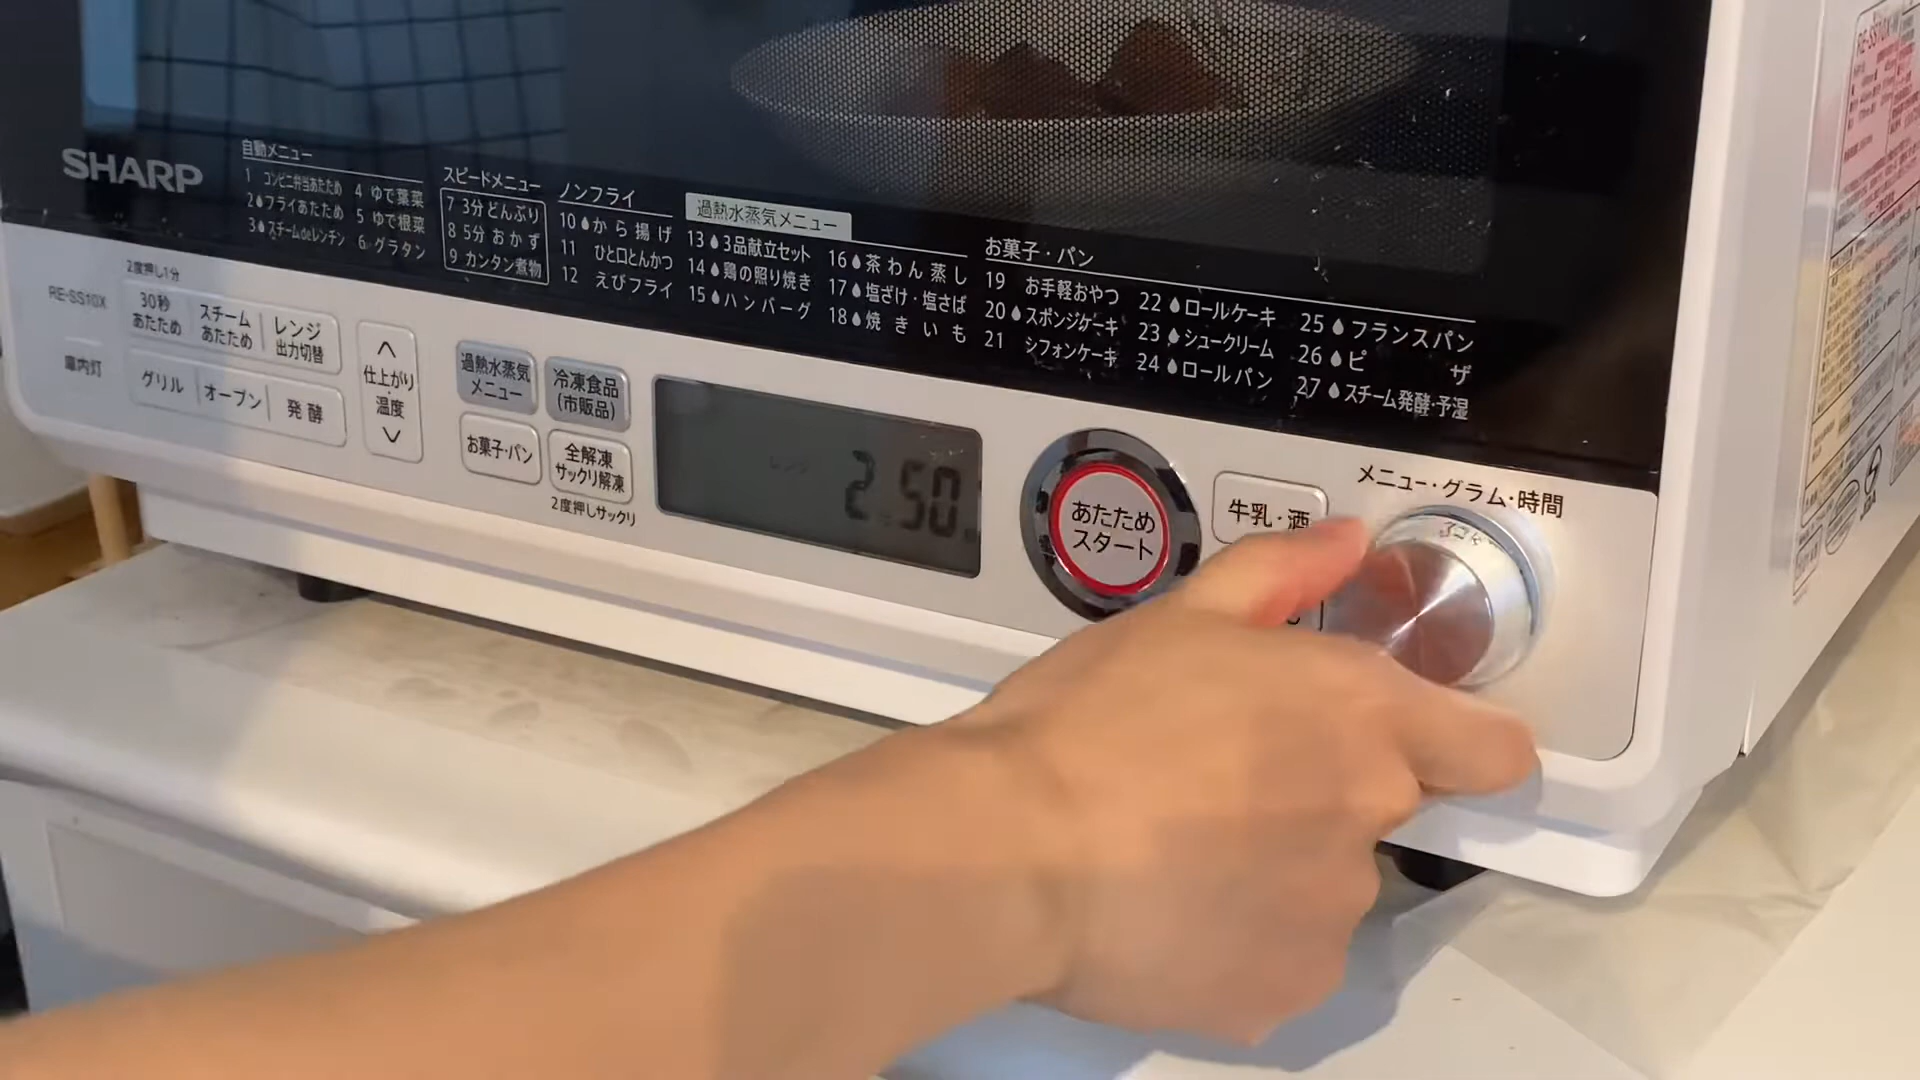 SHARP
自動メニュー
1 コンビニ弁当あたため
2 フライあたため
3 スチームdeレンチン
4 ゆで葉菜
5 ゆで根菜
6 グラタン
スピードメニュー
7 3分どんぶり
8 5分おかず
9 カンタン煮物
ノンフライ
10 から揚げ
11 ひと口とんかつ
12 えびフライ
過熱水蒸気メニュー
13 3品献立セット
14 鶏の照り焼き
15 ハンバーグ
16 茶わん蒸し
17 塩ざけ・塩さば
18 焼きいも
お菓子・パン
19 お手軽おやつ
20 スポンジケーキ
21 シフォンケーキ
22 ロールケーキ
23 シュークリーム
24 ロールパン
25 フランスパン
26 ピザ
27 スチーム発酵・予湿
RE-SS10X
庫内灯
2度押し1分
30秒あたため
スチームあたため
レンジ出力切替
グリル
オーブン
発酵
仕上がり
温度
過熱水蒸気メニュー
冷凍食品(市販品)
お菓子・パン
全解凍
サックリ解凍
2度押しサックリ
レンジ
2 50
あたため
スタート
牛乳・酒
メニュー・グラム・時間